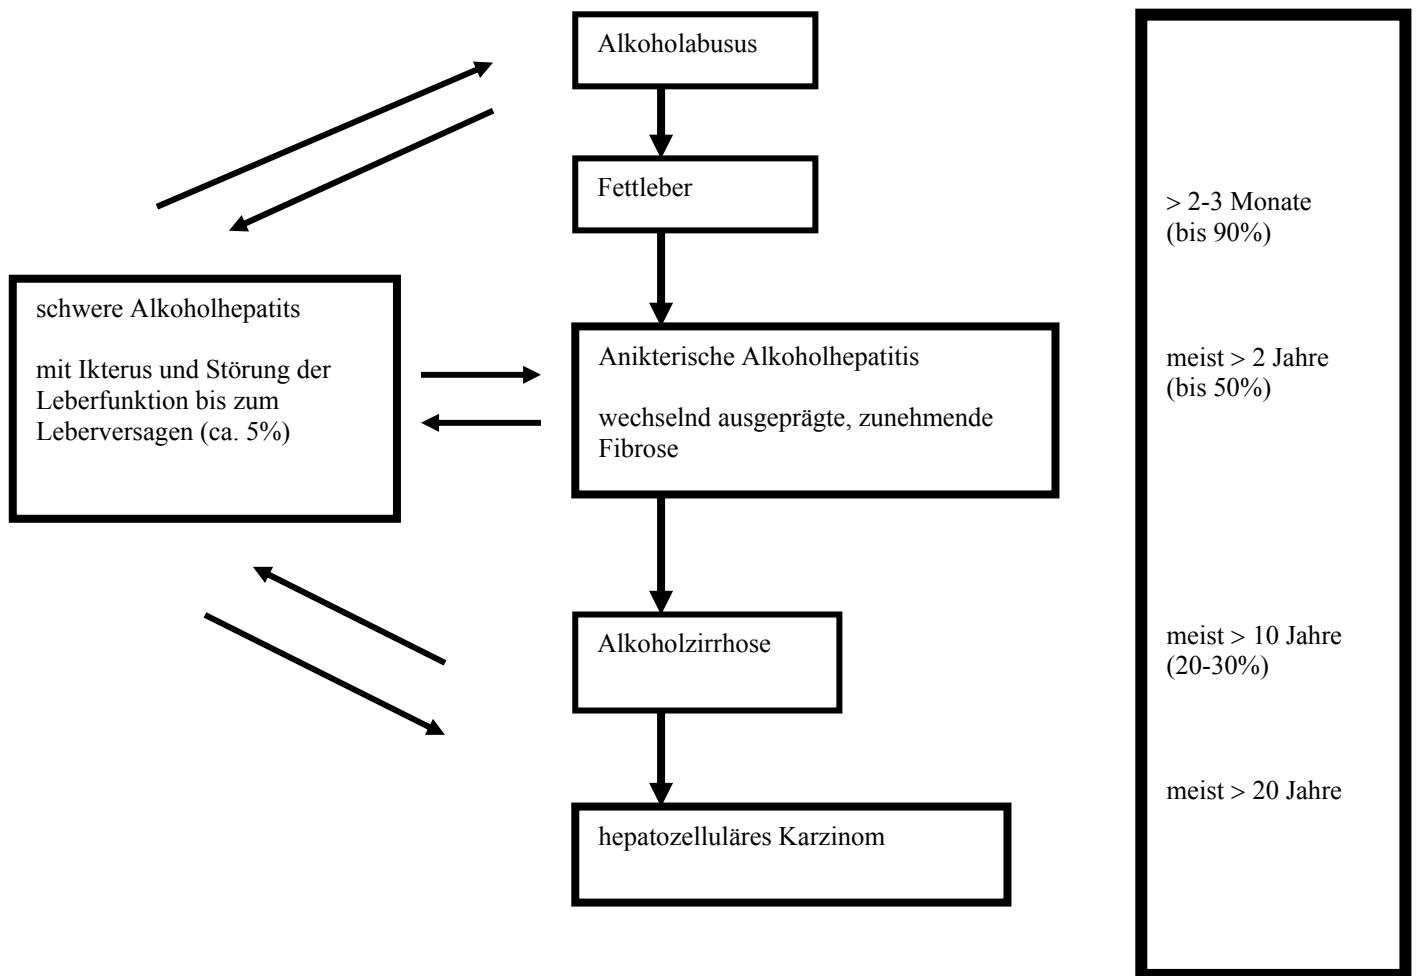 Alkoholabusus
Fettleber
> 2-3 Monate
(bis 90%)
schwere Alkoholhepatits
mit Ikterus und Störung der
Leberfunktion bis zum
Leberversagen (ca. 5%)
Anikterische Alkoholhepatitis
wechselnd ausgeprägte, zunehmende
Fibrose
meist > 2 Jahre
(bis 50%)
Alkoholzirrhose
meist > 10 Jahre
(20-30%)
hepatozelluläres Karzinom
meist > 20 Jahre